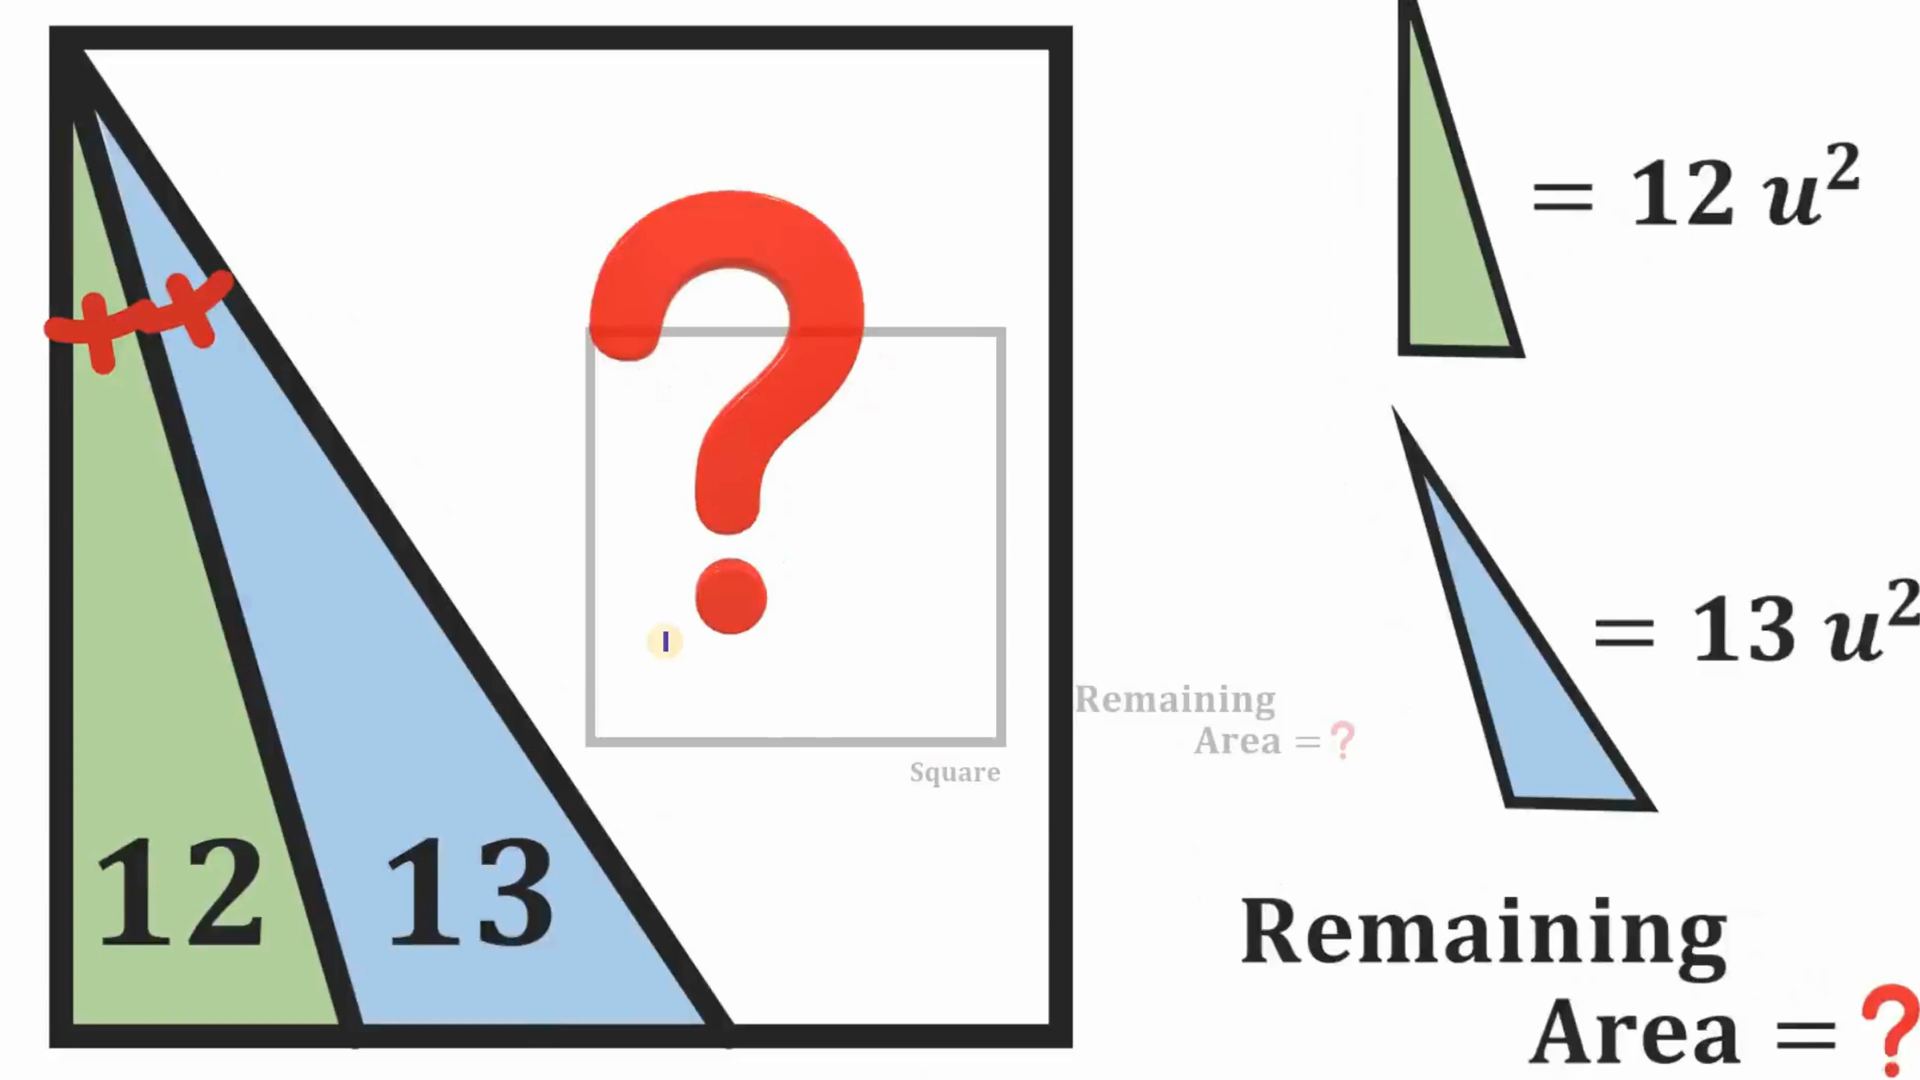 = 12 u²
= 13 u²
Remaining
Area = ?
Square
12 13
Remaining
Area = ?